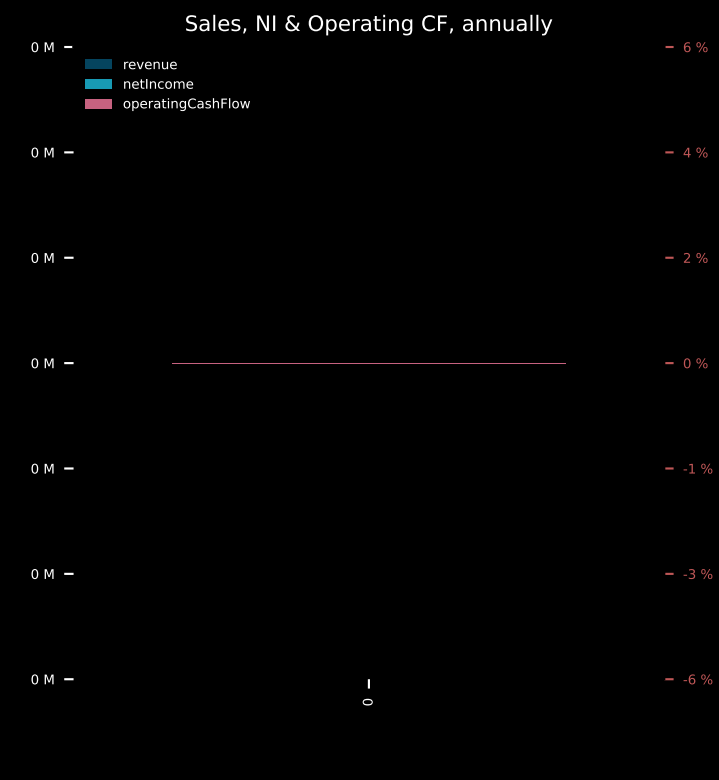 Sales, NI & Operating CF, annually
0 M
6 %
revenue
netIncome
operatingCashFlow
0 M
4 %
0 M
2 %
0 M
0 %
0 M
-1 %
0 M
-3 %
0 M
-6 %
0